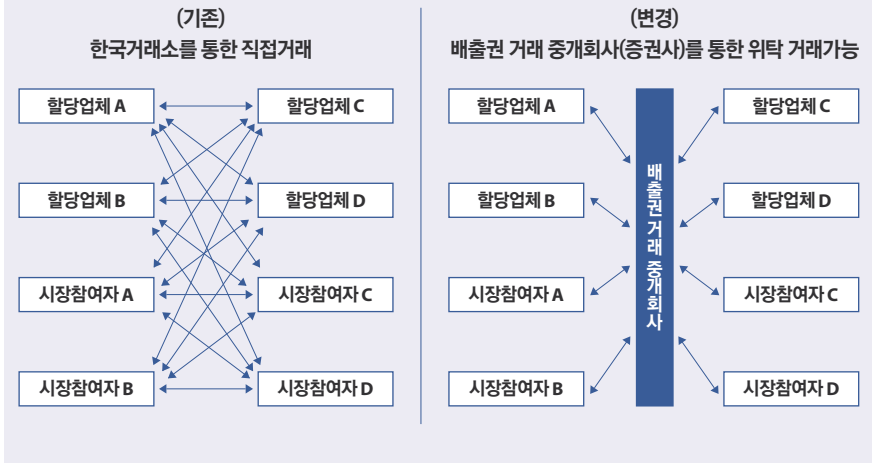 (기존)
한국거래소를 통한 직접거래
할당업체 A
할당업체 C
할당업체 B
할당업체 D
시장참여자 A
시장참여자 C
시장참여자 B
시장참여자 D
(변경)
배출권 거래 중개회사(증권사)를 통한 위탁 거래가능
할당업체 A
할당업체 C
할당업체 B
할당업체 D
시장참여자 A
시장참여자 C
시장참여자 B
시장참여자 D
배출권 거래 중개회사